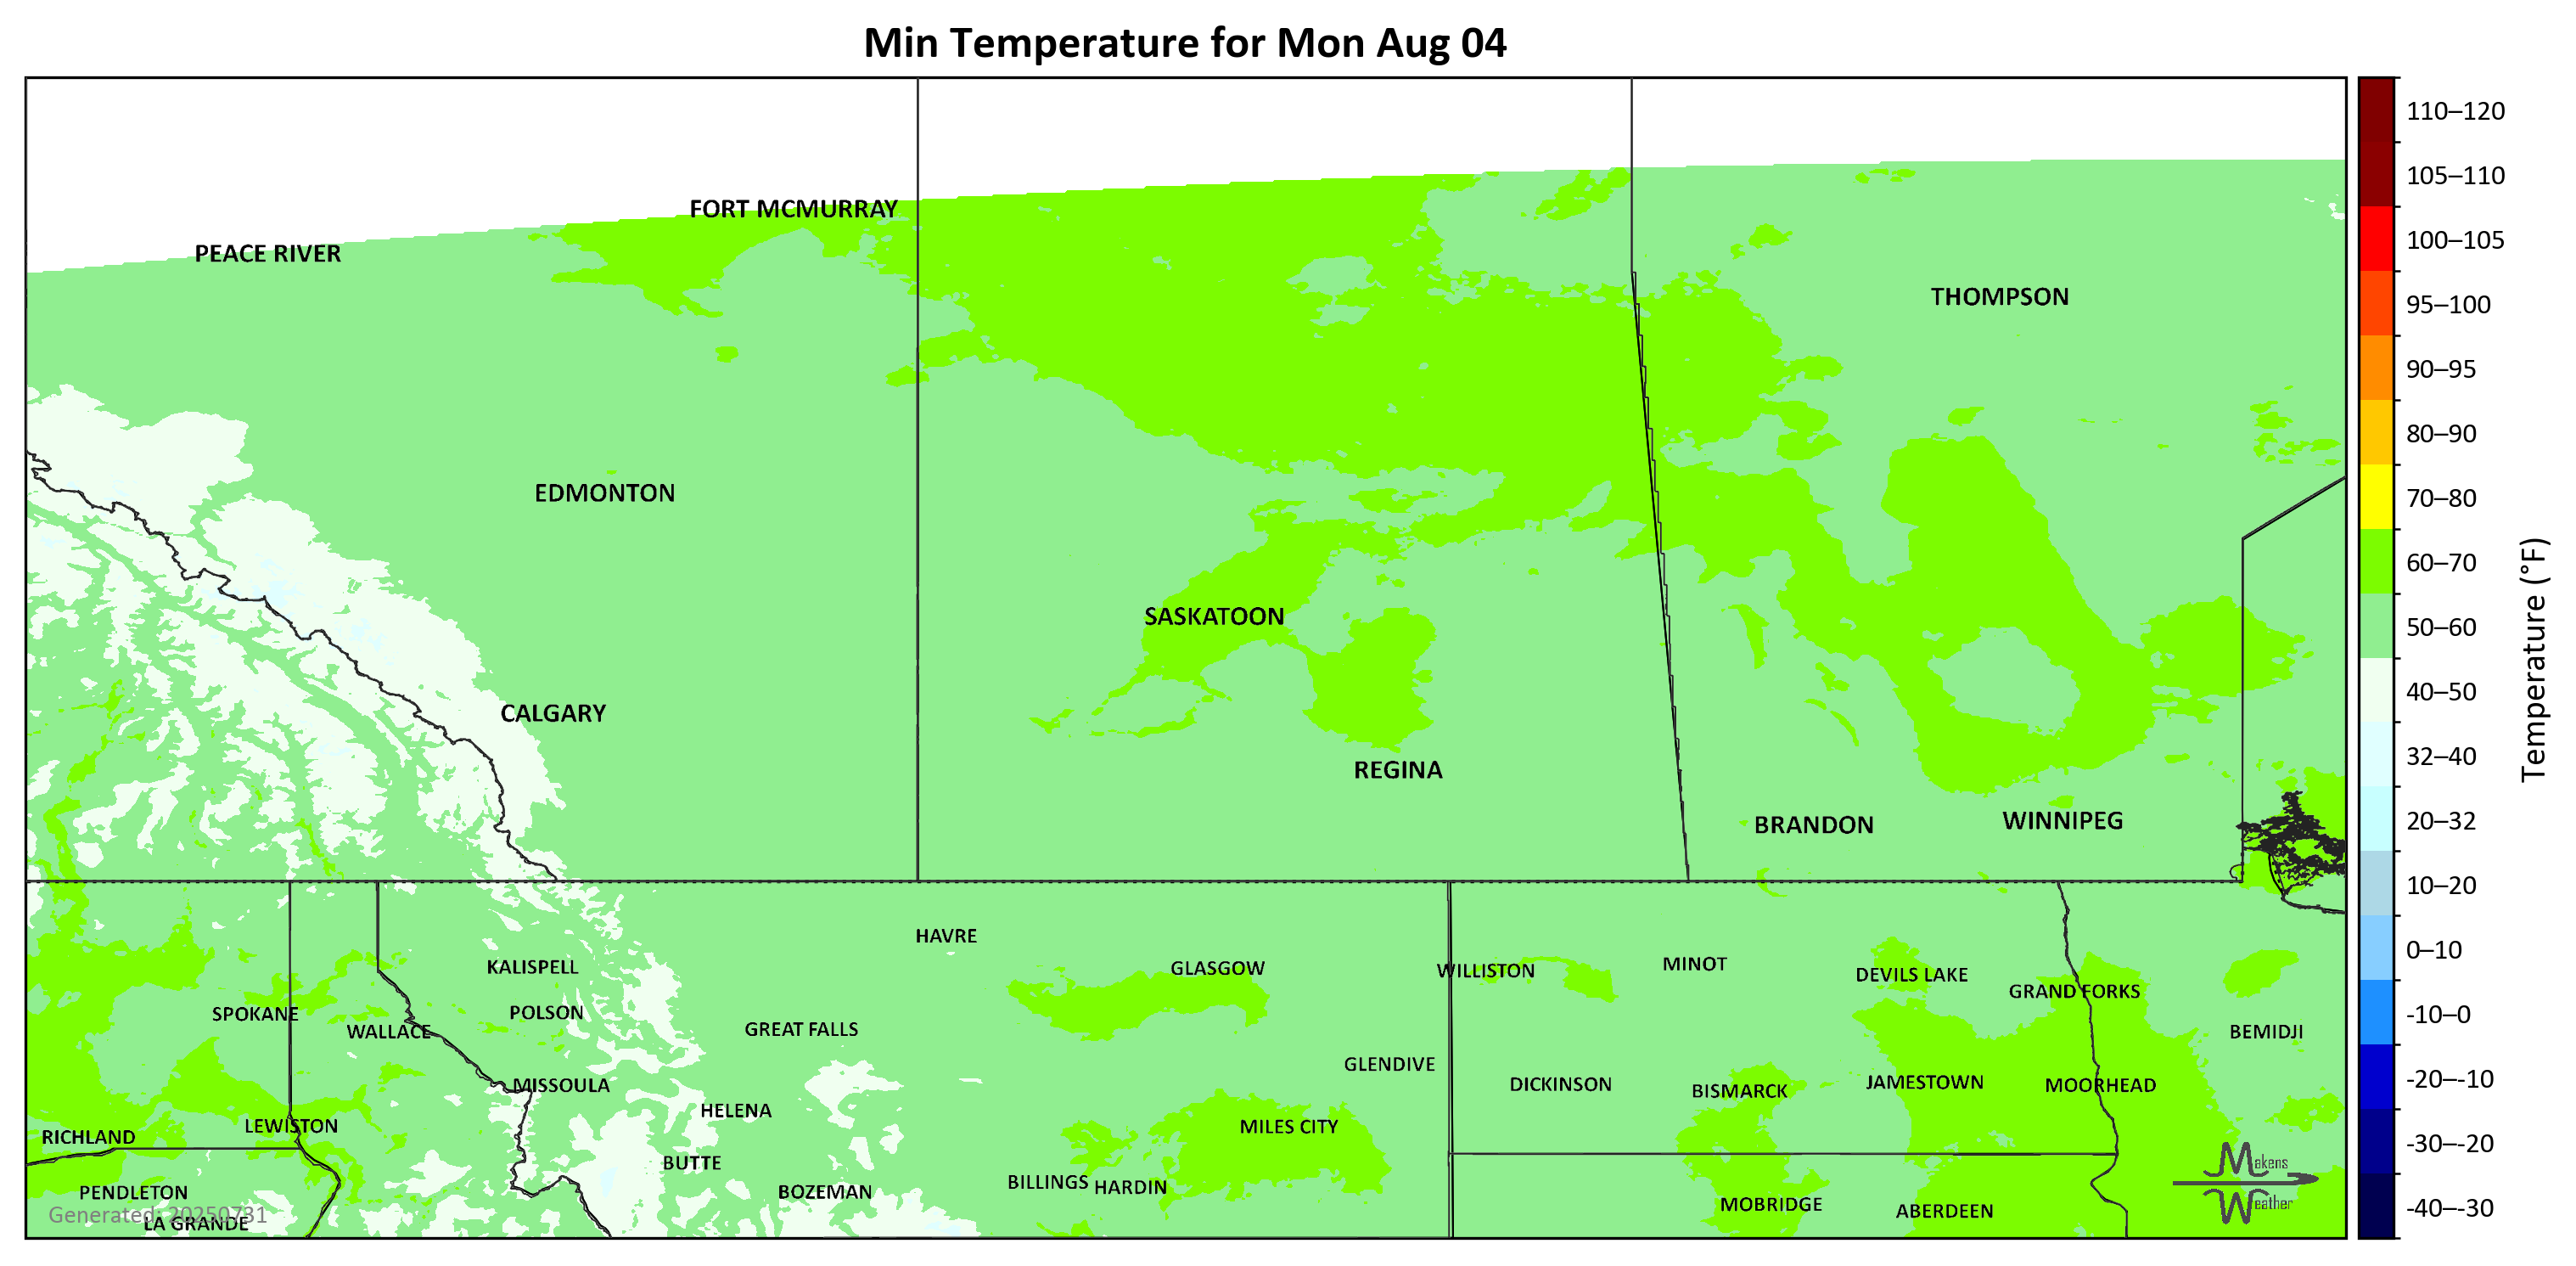 Min Temperature for Mon Aug 04
FORT MCMURRAY
PEACE RIVER
THOMPSON
EDMONTON
SASKATOON
CALGARY
REGINA
BRANDON
WINNIPEG
HAVRE
KALISPELL
GLASGOW
WILLISTON
MINOT
DEVILS LAKE
GRAND FORKS
SPOKANE
POLSON
WALLACE
GREAT FALLS
BEMIDJI
GLENDIVE
MISSOULA
DICKINSON
BISMARCK
JAMESTOWN
MOORHEAD
HELENA
LEWISTON
MILES CITY
RICHLAND
BUTTE
BILLINGS
HARDIN
BOZEMAN
PENDLETON
MOBRIDGE
ABERDEEN
LA GRANDE
Generated: 20250731
Makens
Weather
110–120
105–110
100–105
95–100
90–95
80–90
70–80
60–70
50–60
40–50
32–40
20–32
10–20
0–10
-10–0
-20–-10
-30–-20
-40–-30
Temperature (°F)